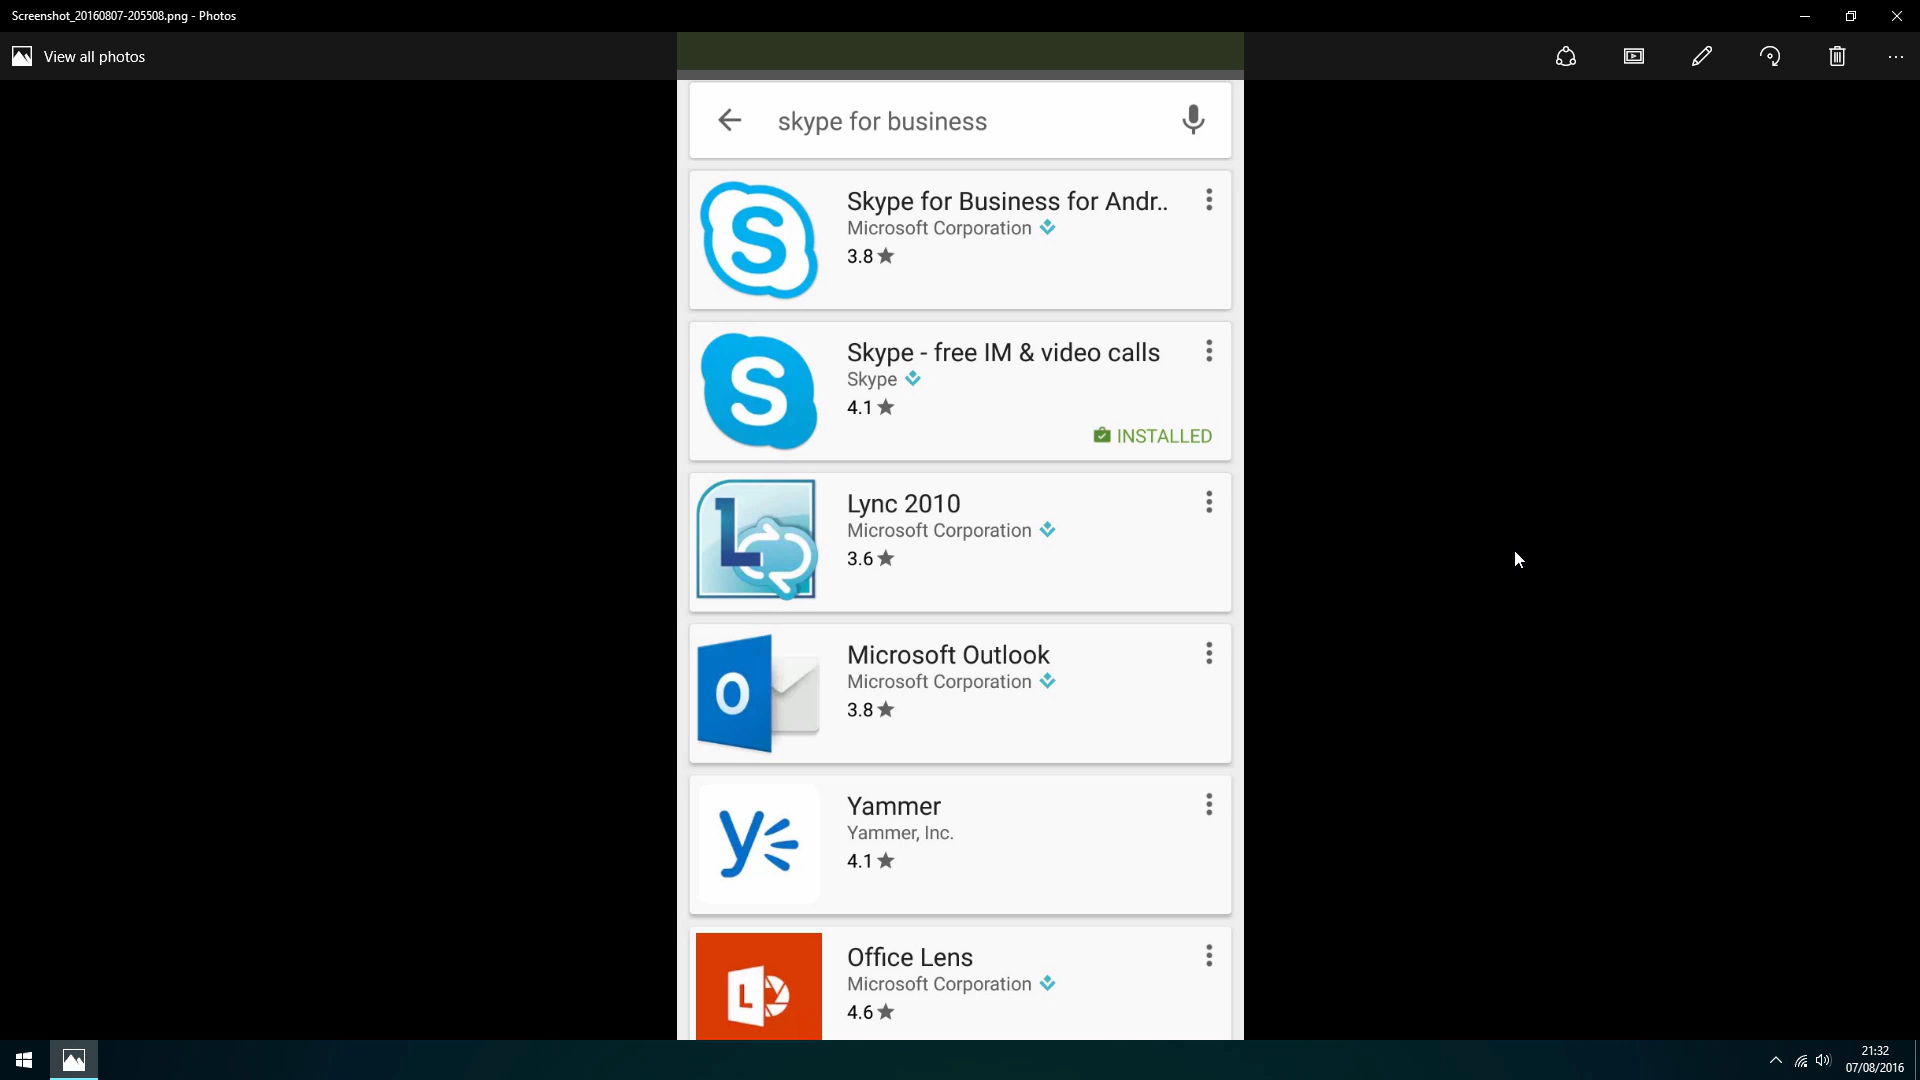 Screenshot_20160807-205508.png - Photos
View all photos
skype for business
Skype for Business for Andr..
Microsoft Corporation
3.8
Skype - free IM & video calls
Skype
4.1
INSTALLED
Lync 2010
Microsoft Corporation
3.6
Microsoft Outlook
Microsoft Corporation
3.8
Yammer
Yammer, Inc.
4.1
Office Lens
Microsoft Corporation
4.6
21:32
07/08/2016